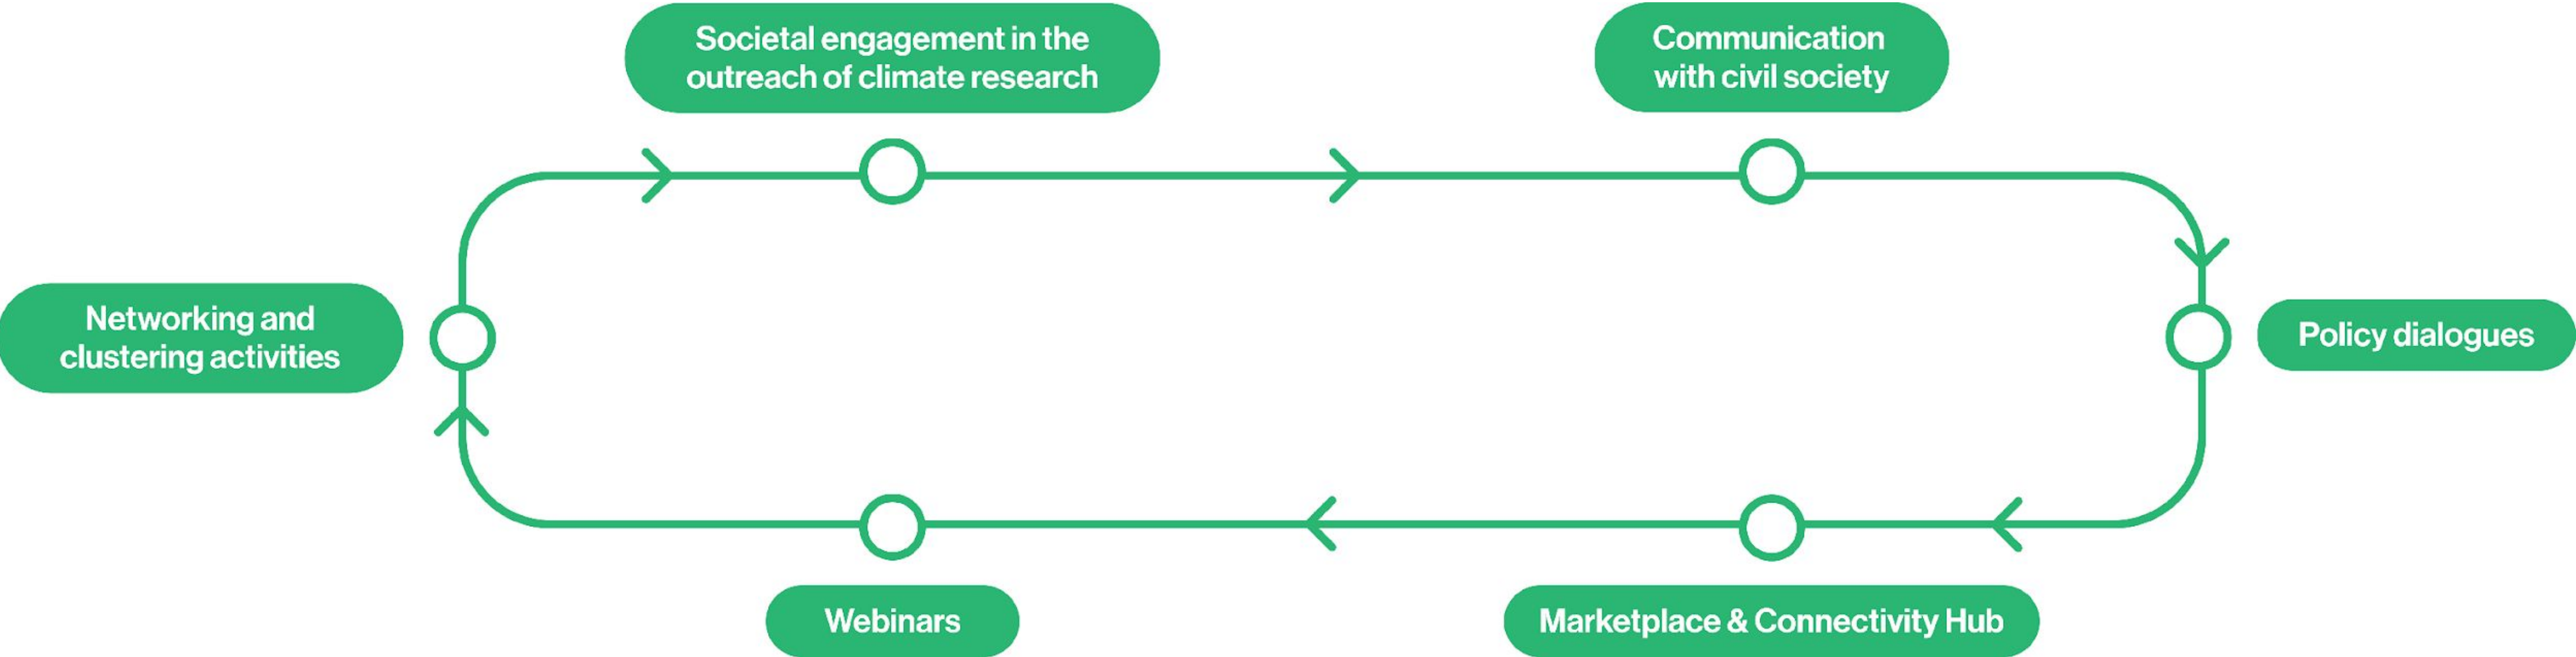 Societal engagement in the
outreach of climate research
Communication
with civil society
Networking and
clustering activities
Policy dialogues
Webinars
Marketplace & Connectivity Hub